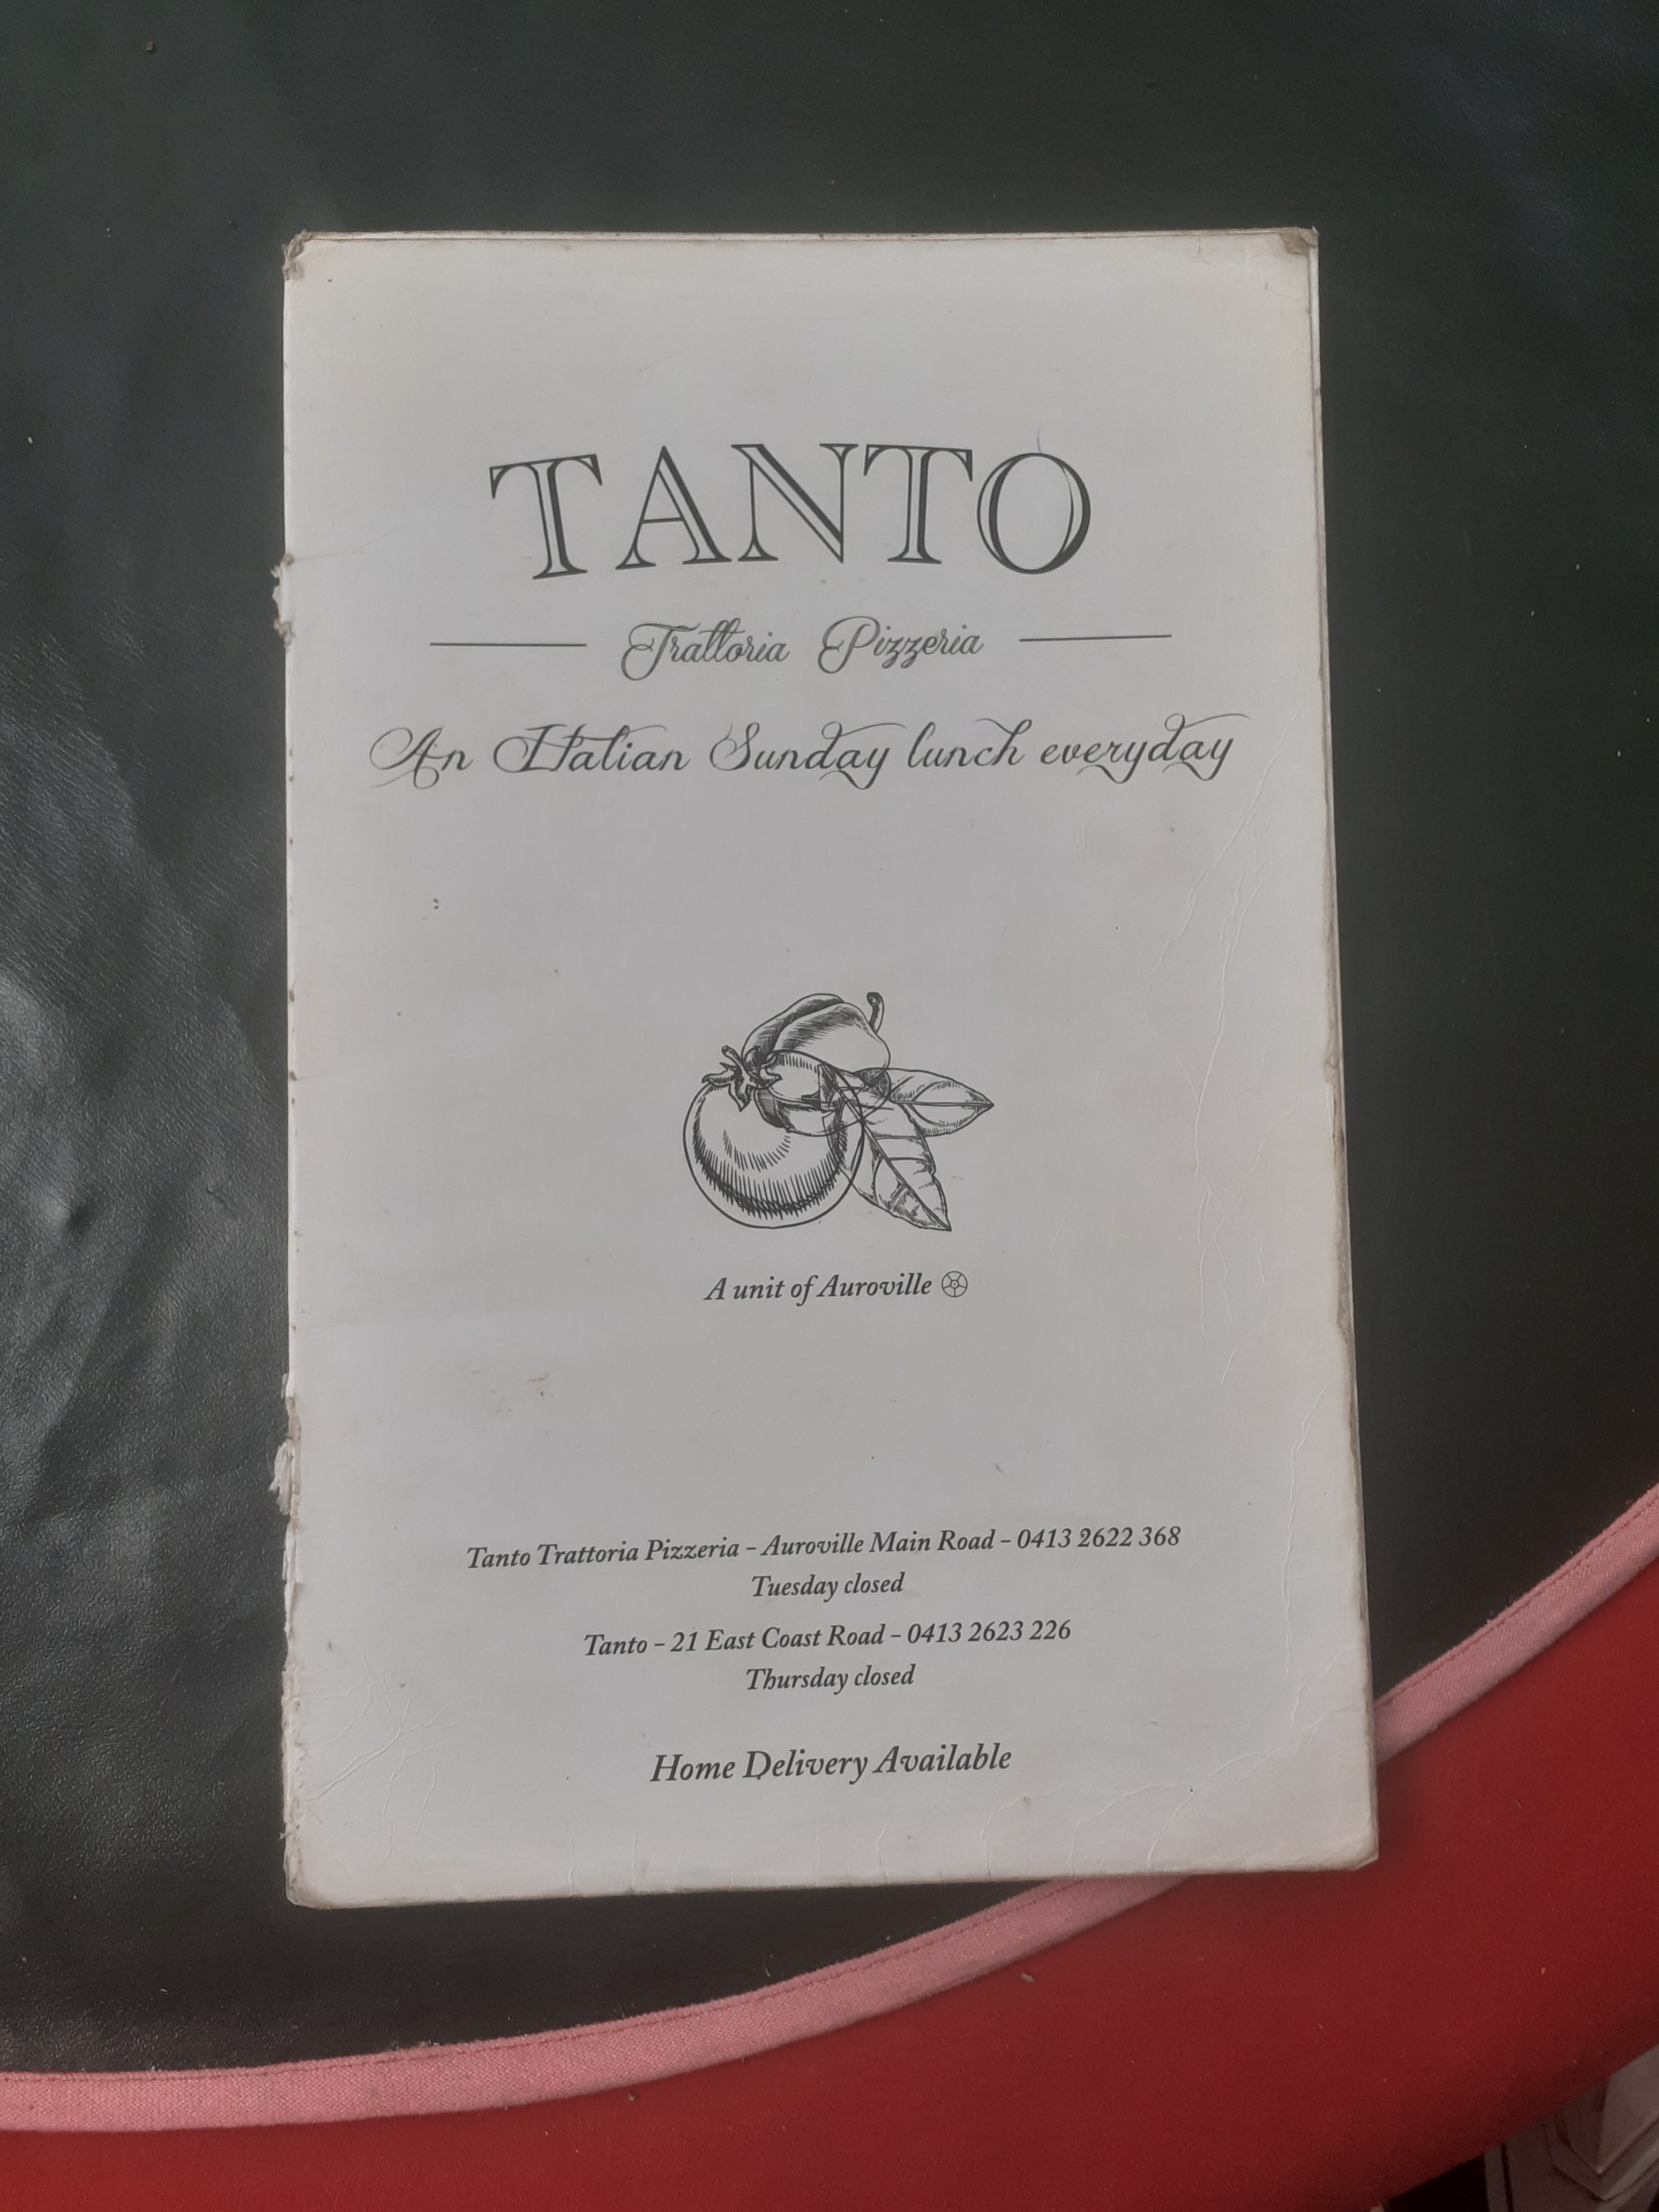 TANTO
Trattoria Pizzeria
An Italian Sunday lunch everyday
A unit of Auroville
Tanto Trattoria Pizzeria - Auroville Main Road - 0413 2622 368
Tuesday closed
Tanto - 21 East Coast Road - 0413 2623 226
Thursday closed
Home Delivery Available